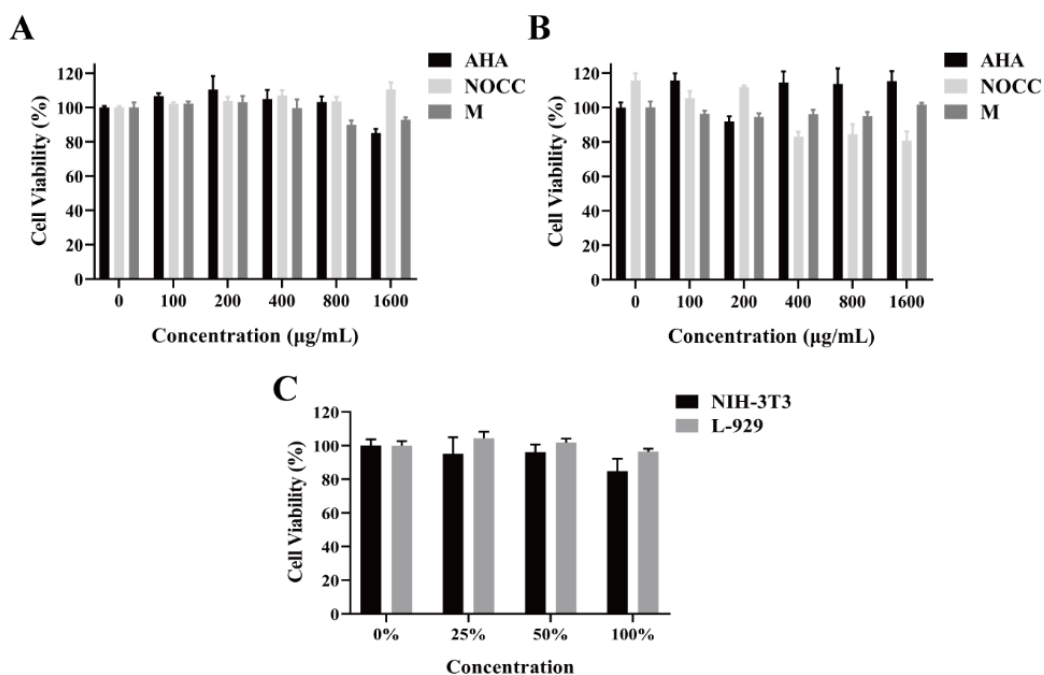 A
AHA
NOCC
M
Cell Viability (%)
120
100
80
60
40
20
0
0 100 200 400 800 1600
Concentration (μg/mL)
B
AHA
NOCC
M
Cell Viability (%)
120
100
80
60
40
20
0
0 100 200 400 800 1600
Concentration (μg/mL)
C
NIH-3T3
L-929
Cell Viability (%)
120
100
80
60
40
20
0
0% 25% 50% 100%
Concentration